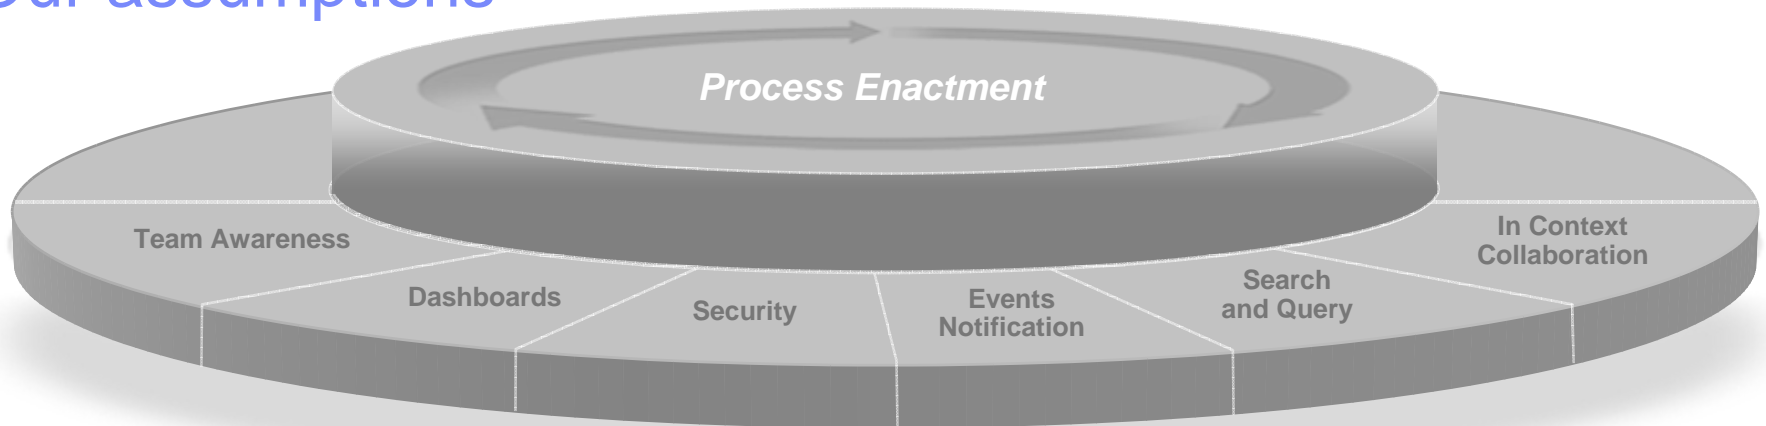 Our assumptions
Process Enactment
Team Awareness
Dashboards
Security
Events
Notification
Search
and Query
In Context
Collaboration